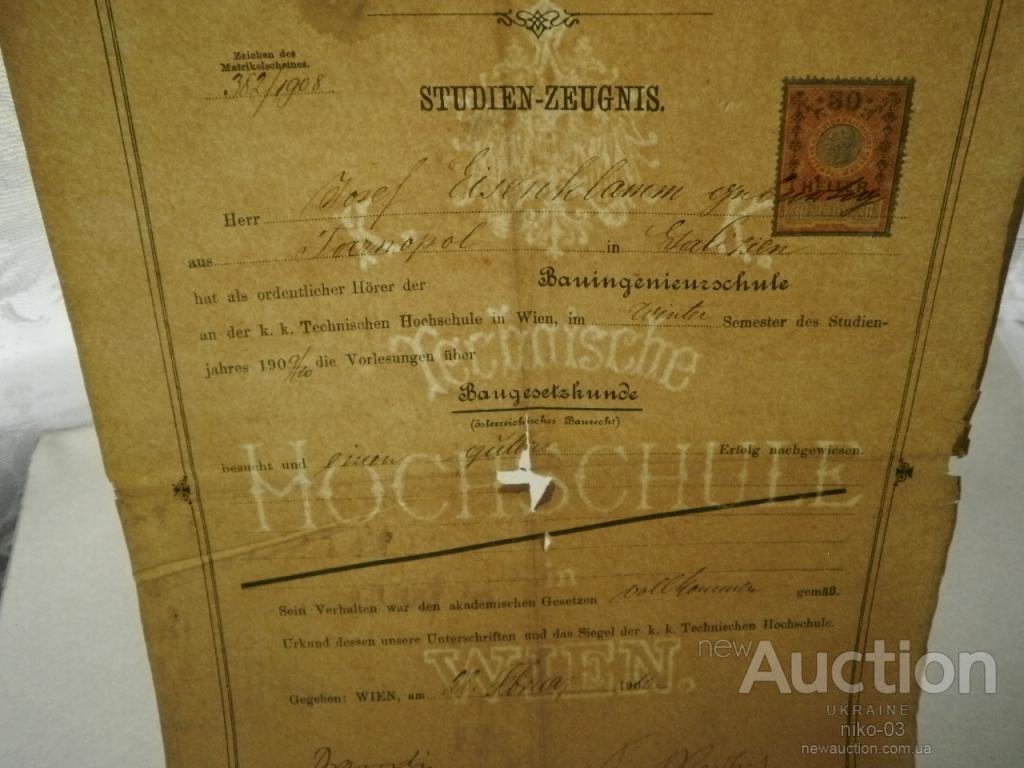 Zeichen des
Matrikelscheines.
382/1908
STUDIEN-ZEUGNIS.
30
HELLER
Herr Josef Eisenklamm
aus Tarnopol in Galizien
hat als ordentlicher Hörer der Bauingenieurschule
an der k. k. Technischen Hochschule in Wien, im Winter Semester des Studien-
jahres 1909/10 die Vorlesungen über
Technische
Baugesetzkunde
(österreichisches Baurecht)
besucht und einen guten Erfolg nachgewiesen.
HOCHSCHULE
in
Sein Verhalten war den akademischen Gesetzen vollkommen gemäß.
Urkund dessen unsere Unterschriften und das Siegel der k. k. Technischen Hochschule.
WIEN.
Gegeben: WIEN, am Februar 190
new Auction
UKRAINE
niko-03
newauction.com.ua